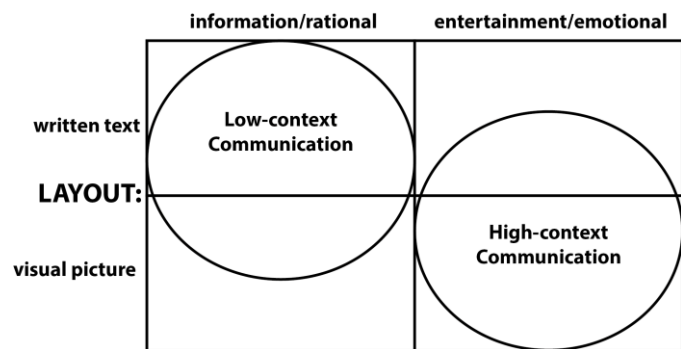 information/rational
entertainment/emotional
written text
Low-context
Communication
LAYOUT:
visual picture
High-context
Communication